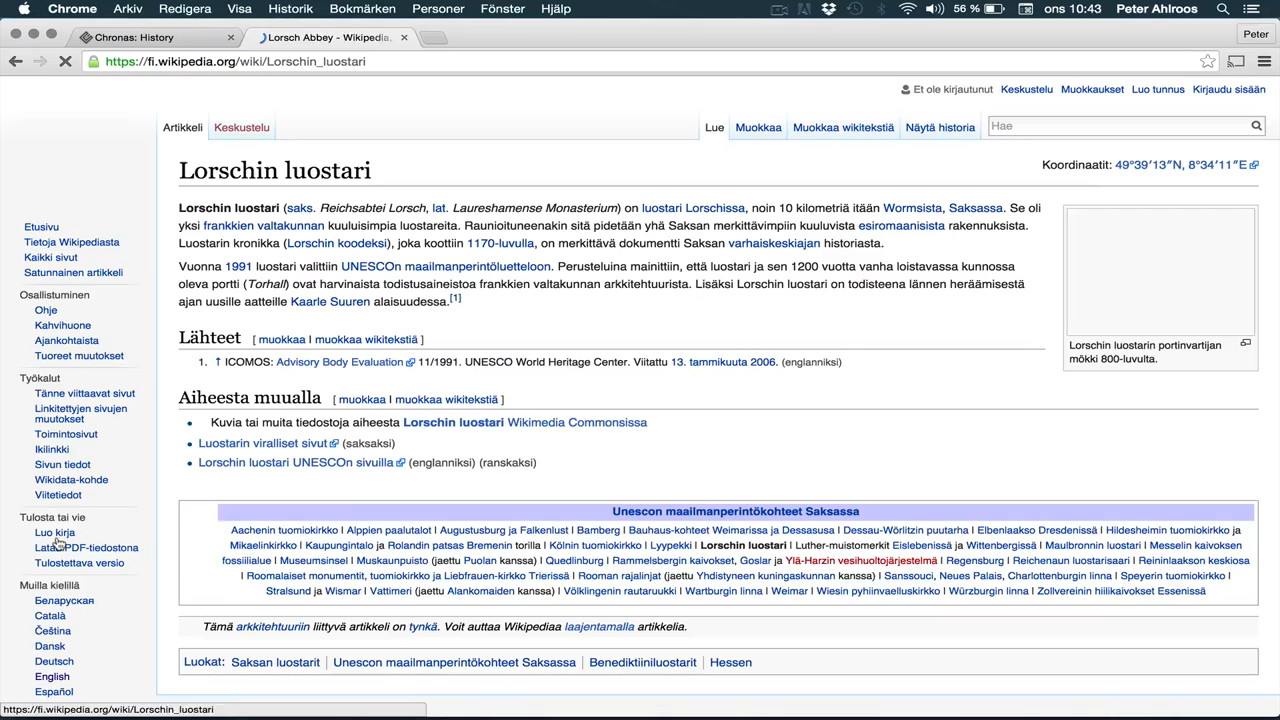 Chrome Arkiv Redigera Visa Historik Bokmärken Personer Fönster Hjälp 56 % ons 10:43 Peter Ahlroos
Chronas: History Lorsch Abbey - Wikipedia, Peter
https://fi.wikipedia.org/wiki/Lorschin_luostari
Et ole kirjautunut Keskustelu Muokkaukset Luo tunnus Kirjaudu sisään
Artikkeli Keskustelu Lue Muokkaa Muokkaa wikitekstiä Näytä historia Hae
Lorschin luostari
Koordinaatit: 49°39′13″N, 8°34′11″E
Lorschin luostari (saks. Reichsabtei Lorsch, lat. Laureshamense Monasterium) on luostari Lorschissa, noin 10 kilometriä itään Wormsista, Saksassa. Se oli
yksi frankkien valtakunnan kuuluisimpia luostareita. Raunioituneenakin sitä pidetään yhä Saksan merkittävimpiin kuuluvista esiromaanisista rakennuksista.
Luostarin kronikka (Lorschin koodeksi), joka koottiin 1170-luvulla, on merkittävä dokumentti Saksan varhaiskeskiajan historiasta.
Vuonna 1991 luostari valittiin UNESCOn maailmanperintöluetteloon. Perusteluina mainittiin, että luostari ja sen 1200 vuotta vanha loistavassa kunnossa
oleva portti (Torhall) ovat harvinaista todistusaineistoa frankkien valtakunnan arkkitehtuurista. Lisäksi Lorschin luostari on todisteena lännen heräämisestä
ajan uusille aatteille Kaarle Suuren alaisuudessa.[1]
Lorschin luostarin portinvartijan
mökki 800-luvulta.
Lähteet [ muokkaa | muokkaa wikitekstiä ]
1. ↑ ICOMOS: Advisory Body Evaluation 11/1991. UNESCO World Heritage Center. Viitattu 13. tammikuuta 2006. (englanniksi)
Aiheesta muualla [ muokkaa | muokkaa wikitekstiä ]
• Kuvia tai muita tiedostoja aiheesta Lorschin luostari Wikimedia Commonsissa
• Luostarin viralliset sivut (saksaksi)
• Lorschin luostari UNESCOn sivuilla (englanniksi) (ranskaksi)
Unescon maailmanperintökohteet Saksassa
Aachenin tuomiokirkko | Alppien paalutalot | Augustusburg ja Falkenlust | Bamberg | Bauhaus-kohteet Weimarissa ja Dessausa | Dessau-Wörlitzin puutarha | Elbenlaakso Dresdenissä | Hildesheimin tuomiokirkko ja
Mikaelinkirkko | Kaupungintalo ja Rolandin patsas Bremenin torilla | Kölnin tuomiokirkko | Lyypekki | Lorschin luostari | Luther-muistomerkit Eislebenissä ja Wittenbergissä | Maulbronnin luostari | Messelin kaivoksen
fossiilialue | Museumsinsel | Muskaunpuisto (jaettu Puolan kanssa) | Quedlinburg | Rammelsbergin kaivokset, Goslar ja Ylä-Harzin vesihuoltojärjestelmä | Regensburg | Reichenaun luostarisaari | Reininlaakson keskiosa
| Roomalaiset monumentit, tuomiokirkko ja Liebfrauen-kirkko Trierissä | Rooman rajalinjat (jaettu Yhdistyneen kuningaskunnan kanssa) | Sanssouci, Neues Palais, Charlottenburgin linna | Speyerin tuomiokirkko |
Stralsund ja Wismar | Vattimeri (jaettu Alankomaiden kanssa) | Völklingenin rautaruukki | Wartburgin linna | Weimar | Wiesin pyhiinvaelluskirkko | Würzburgin linna | Zollvereinin hiilikaivokset Essenissä
Tämä arkkitehtuuriin liittyvä artikkeli on tynkä. Voit auttaa Wikipediaa laajentamalla artikkelia.
Luokat: Saksan luostarit | Unescon maailmanperintökohteet Saksassa | Benediktiiniluostarit | Hessen
Etusivu
Tietoja Wikipediasta
Kaikki sivut
Satunnainen artikkeli
Osallistuminen
Ohje
Kahvihuone
Ajankohtaista
Tuoreet muutokset
Työkalut
Tänne viittaavat sivut
Linkitettyjen sivujen
muutokset
Toimintosivut
Ikilinkki
Sivun tiedot
Wikidata-kohde
Viitetiedot
Tulosta tai vie
Luo kirja
Lataa PDF-tiedostona
Tulostettava versio
Muilla kielillä
Беларуская
Català
Čeština
Dansk
Deutsch
English
Español
https://fi.wikipedia.org/wiki/Lorschin_luostari